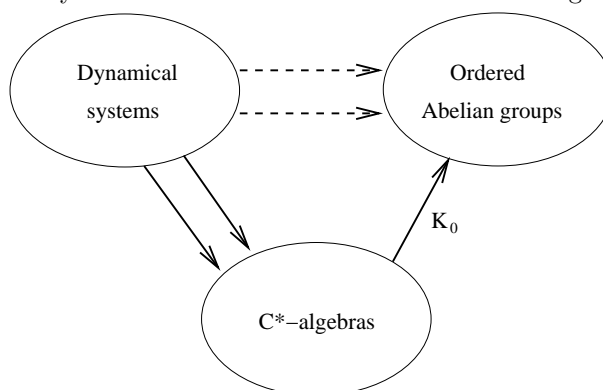 Dynamical
systems
Ordered
Abelian groups
K₀
C*−algebras